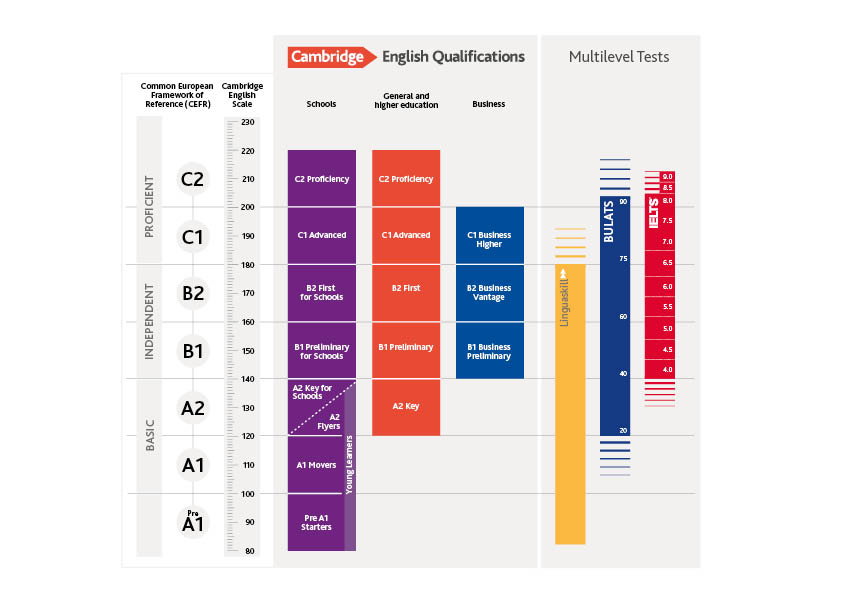 Cambridge English Qualifications
Multilevel Tests
Common European
Framework of
Reference (CEFR)
Cambridge
English
Scale
Schools
General and
higher education
Business
PROFICIENT
INDEPENDENT
BASIC
C2
C1
B2
B1
A2
A1
Pre
A1
230
220
210
200
190
180
170
160
150
140
130
120
110
100
90
80
C2 Proficiency
C1 Advanced
B2 First
for Schools
B1 Preliminary
for Schools
A2 Key for
Schools
A2
Flyers
A1 Movers
Pre A1
Starters
Young Learners
C2 Proficiency
C1 Advanced
B2 First
B1 Preliminary
A2 Key
C1 Business
Higher
B2 Business
Vantage
B1 Business
Preliminary
Linguaskill
BULATS
90
75
60
40
20
IELTS
9.0
8.5
8.0
7.5
7.0
6.5
6.0
5.5
5.0
4.5
4.0